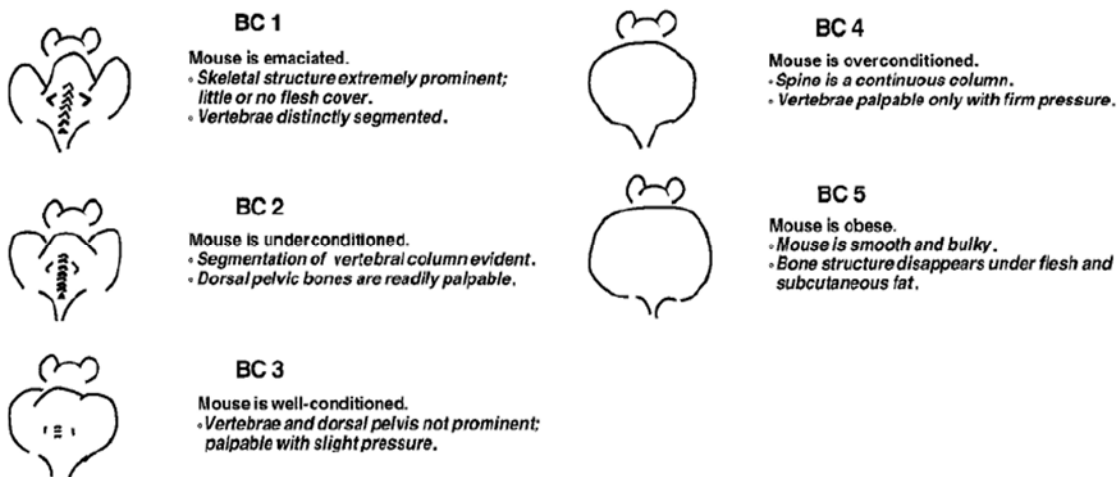 BC 1
Mouse is emaciated.
• Skeletal structure extremely prominent;
little or no flesh cover.
• Vertebrae distinctly segmented.
BC 2
Mouse is underconditioned.
• Segmentation of vertebral column evident.
• Dorsal pelvic bones are readily palpable.
BC 3
Mouse is well-conditioned.
• Vertebrae and dorsal pelvis not prominent;
palpable with slight pressure.
BC 4
Mouse is overconditioned.
• Spine is a continuous column.
• Vertebrae palpable only with firm pressure.
BC 5
Mouse is obese.
• Mouse is smooth and bulky.
• Bone structure disappears under flesh and
subcutaneous fat.